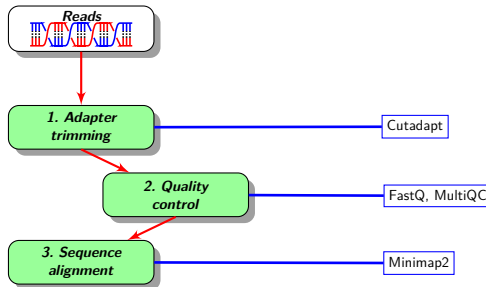 Reads
1. Adapter
trimming
Cutadapt
2. Quality
control
FastQ, MultiQC
3. Sequence
alignment
Minimap2